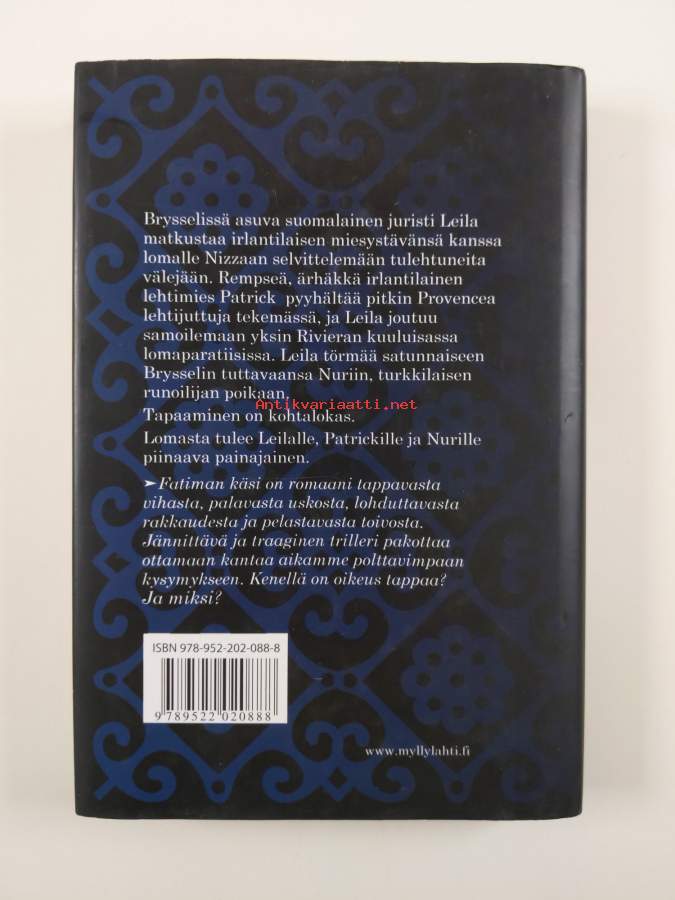 Brysselissä asuva suomalainen juristi Leila
matkustaa irlantilaisen miesystävänsä kanssa
lomalle Nizzaan selvittelemään tulehtuneita
välejään. Rempseä, ärhäkkä irlantilainen
lehtimies Patrick pyyhältää pitkin Provencea
lehtijuttuja tekemässä, ja Leila joutuu
samoilemaan yksin Rivieran kuuluisassa
lomaparatiisissa. Leila törmää satunnaiseen
Brysselin tuttavaansa Nuriin, turkkilaisen
runoilijan poikaan.
Antikvariaatti.net
Tapaaminen on kohtalokas.
Lomasta tulee Leilalle, Patrickille ja Nurille
piinaava painajainen.
➤Fatiman käsi on romaani tappavasta
vihasta, palavasta uskosta, lohduttavasta
rakkaudesta ja pelastavasta toivosta.
Jännittävä ja traaginen trilleri pakottaa
ottamaan kantaa aikamme polttavimpaan
kysymykseen. Kenellä on oikeus tappaa?
Ja miksi?
ISBN 978-952-202-088-8
9 789522 020888
www.myllylahti.fi